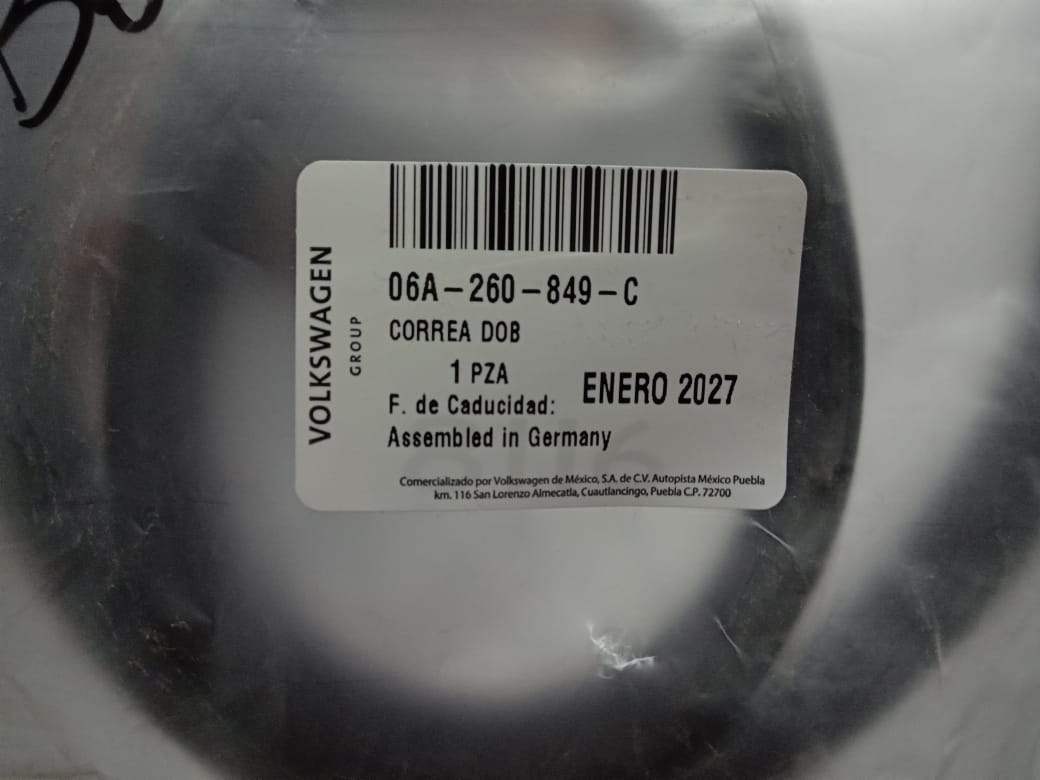 VOLKSWAGEN
GROUP
06A-260-849-C
CORREA DOB
1 PZA
ENERO 2027
F. de Caducidad:
Assembled in Germany
Comercializado por Volkswagen de México, S.A. de C.V. Autopista México Puebla
km. 116 San Lorenzo Almecatla, Cuautlancingo, Puebla C.P. 72700